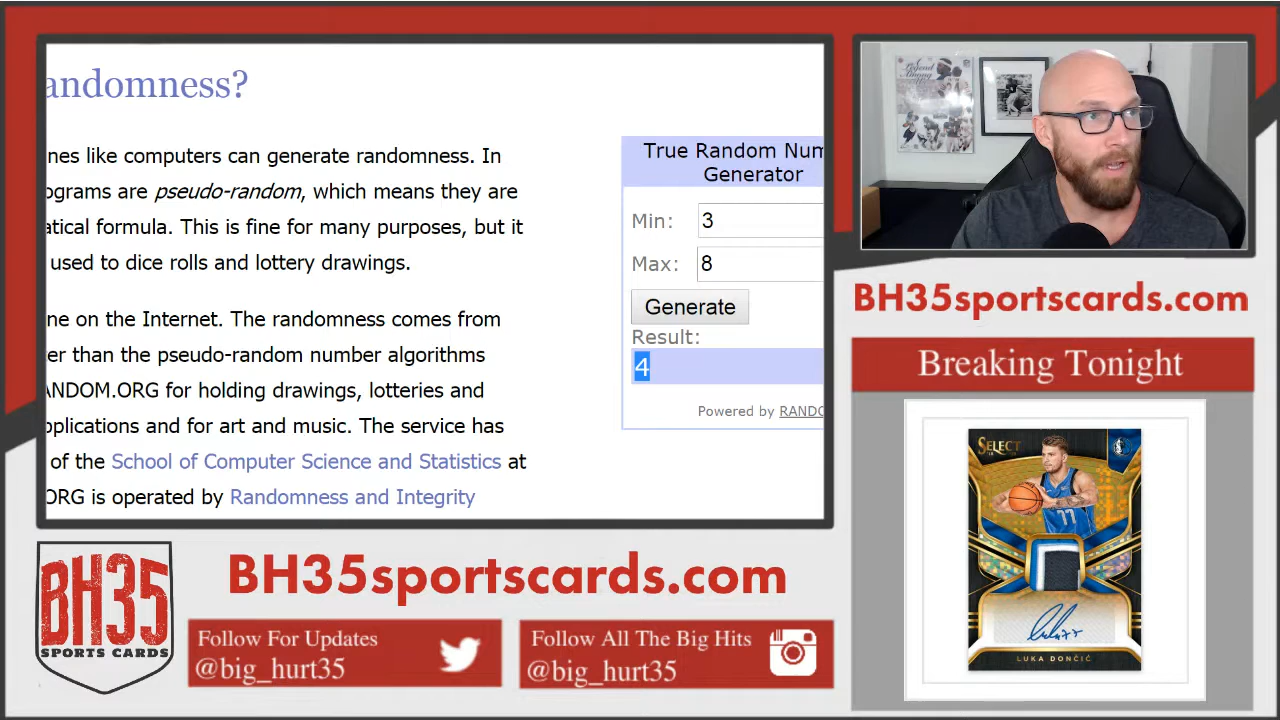 andomness?
nes like computers can generate randomness. In
ograms are pseudo-random, which means they are
atical formula. This is fine for many purposes, but it
used to dice rolls and lottery drawings.
ne on the Internet. The randomness comes from
er than the pseudo-random number algorithms
ANDOM.ORG for holding drawings, lotteries and
pplications and for art and music. The service has
of the School of Computer Science and Statistics at
ORG is operated by Randomness and Integrity
True Random Num
Generator
Min: 3
Max: 8
Generate
Result:
4
Powered by RANDO
BH35sportscards.com
Breaking Tonight
SELECT
77
LUKA DONČIĆ
BH35
SPORTS CARDS
BH35sportscards.com
Follow For Updates
@big_hurt35
Follow All The Big Hits
@big_hurt35